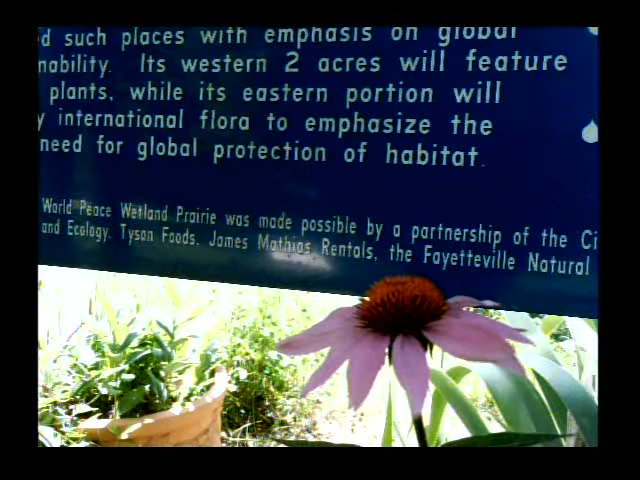 d such places with emphasis on global
nability. Its western 2 acres will feature
plants, while its eastern portion will
y international flora to emphasize the
need for global protection of habitat.
World Peace Wetland Prairie was made possible by a partnership of the Ci
and Ecology, Tyson Foods, James Mathias Rentals, the Fayetteville Natural